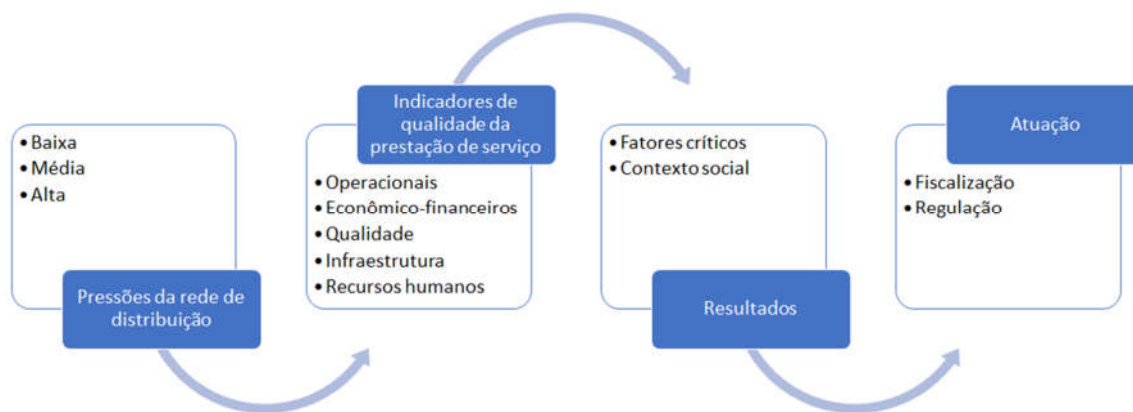 • Baixa
• Média
• Alta
Pressões da rede de
distribuição
Indicadores de
qualidade da
prestação de serviço
• Operacionais
• Econômico-financeiros
• Qualidade
• Infraestrutura
• Recursos humanos
• Fatores críticos
• Contexto social
Resultados
Atuação
• Fiscalização
• Regulação